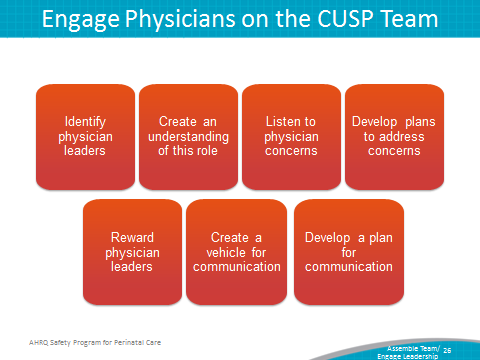 Engage Physicians on the CUSP Team
Identify
physician
leaders
Create an
understanding
of this role
Listen to
physician
concerns
Develop plans
to address
concerns
Reward
physician
leaders
Create a
vehicle for
communication
Develop a plan
for
communication
AHRQ Safety Program for Perinatal Care
Assemble Team/
Engage Leadership
26